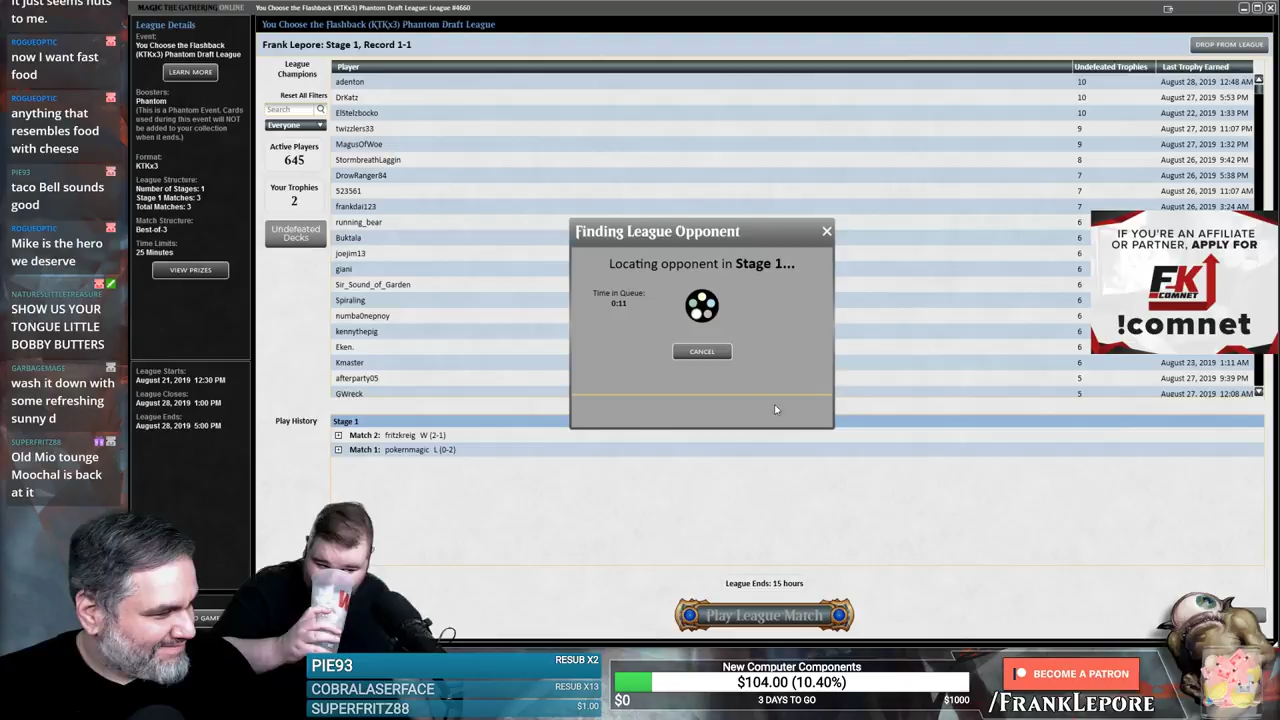 it just seems nuts
to me.
ROGUEOPTIC
now I want fast
food
ROGUEOPTIC
anything that
resembles food
with cheese
PIE93
taco Bell sounds
good
ROGUEOPTIC
Mike is the hero
we deserve
NATURESLITTLETREASURE
SHOW US YOUR
TONGUE LITTLE
BOBBY BUTTERS
GARBAGEMAGE
wash it down with
some refreshing
sunny d
SUPERFRITZ88
Old Mio tounge
Moochal is back at
it
MAGIC THE GATHERING ONLINE
You Choose the Flashback (KTKx3) Phantom Draft League: League #4660
League Details
Event:
You Choose the Flashback
(KTKx3) Phantom Draft League
LEARN MORE
Boosters:
Phantom
(This is a Phantom Event. Cards
used during this event will NOT
be added to your collection
when it ends.)
Format:
KTKx3
League Structure:
Number of Stages: 1
Stage 1 Matches: 3
Total Matches: 3
Match Structure:
Best-of-3
Time Limits:
25 Minutes
VIEW PRIZES
League Starts:
August 21, 2019 12:30 PM
League Closes:
August 28, 2019 1:00 PM
League Ends:
August 28, 2019 5:00 PM
You Choose the Flashback (KTKx3) Phantom Draft League
Frank Lepore: Stage 1, Record 1-1
DROP FROM LEAGUE
League
Champions
Reset All Filters
Search
Everyone
Active Players
645
Your Trophies
2
Undefeated
Decks
Player Undefeated Trophies Last Trophy Earned
adenton 10 August 28, 2019 12:48 AM
DrKatz 10 August 27, 2019 5:53 PM
ElStelzbocko 10 August 22, 2019 1:33 PM
twizzlers33 9 August 27, 2019 11:07 PM
MagusOfWoe 9 August 27, 2019 1:32 PM
StormbreathLaggin 8 August 26, 2019 9:42 PM
DrowRanger84 7 August 26, 2019 5:38 PM
523561 7 August 26, 2019 11:07 AM
frankdai123 7 August 26, 2019 3:24 AM
running_bear 6
Buktala 6
joejim13 6
giani 6
Sir_Sound_of_Garden 6
Spiraling 6
numba0nepnoy 6
kennythepig 6
Eken. 6
Kmaster 6 August 23, 2019 1:11 AM
afterparty05 5 August 27, 2019 9:39 PM
GWreck 5 August 27, 2019 12:08 AM
Finding League Opponent
Locating opponent in Stage 1...
Time in Queue:
0:11
CANCEL
IF YOU'RE AN AFFILIATE
OR PARTNER, APPLY FOR
COMNET
!comnet
Play History
Stage 1
Match 2: fritzkreig W (2-1)
Match 1: pokernmagic L (0-2)
League Ends: 15 hours
Play League Match
PIE93 RESUB X2
COBRALASERFACE RESUB X13
SUPERFRITZ88 $1.00
New Computer Components
$104.00 (10.40%)
$0 3 DAYS TO GO $1000
BECOME A PATRON
/FRANKLEPORE